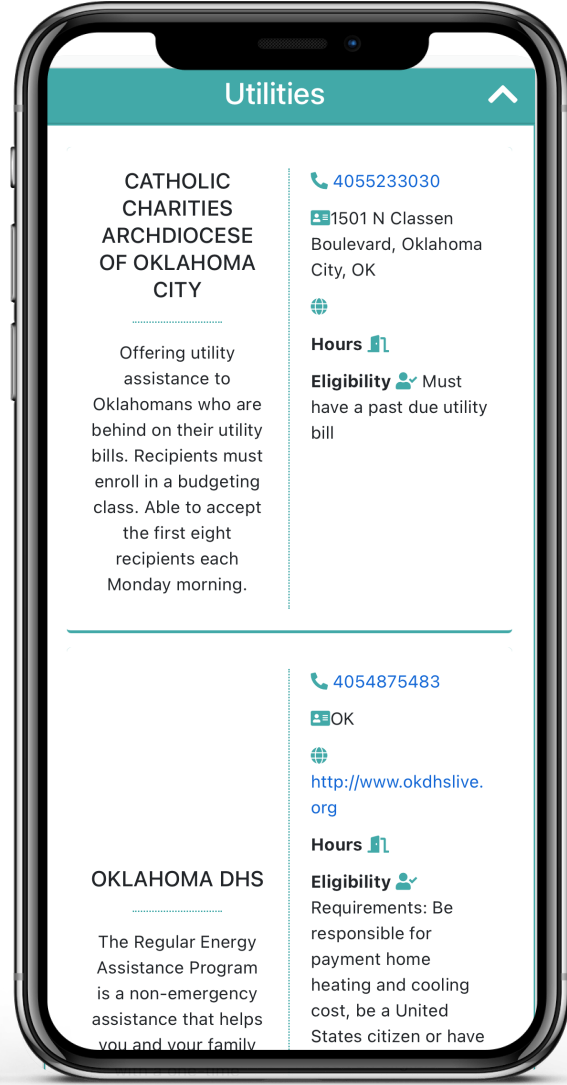 Utilities
CATHOLIC
CHARITIES
ARCHDIOCESE
OF OKLAHOMA
CITY
Offering utility
assistance to
Oklahomans who are
behind on their utility
bills. Recipients must
enroll in a budgeting
class. Able to accept
the first eight
recipients each
Monday morning.
4055233030
1501 N Classen
Boulevard, Oklahoma
City, OK
Hours
Eligibility Must
have a past due utility
bill
OKLAHOMA DHS
The Regular Energy
Assistance Program
is a non-emergency
assistance that helps
you and your family
4054875483
OK
http://www.okdhslive.
org
Hours
Eligibility
Requirements: Be
responsible for
payment home
heating and cooling
cost, be a United
States citizen or have